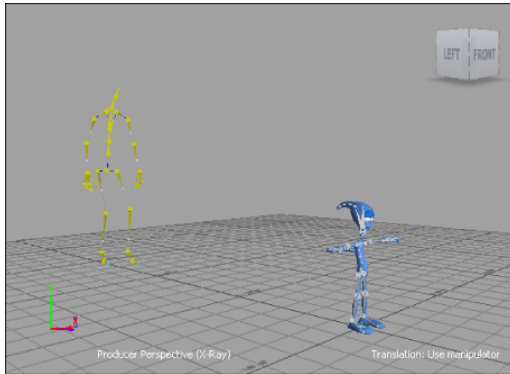 LEFT FRONT
Producer Perspective (X-Ray) Translation: Use manipulator